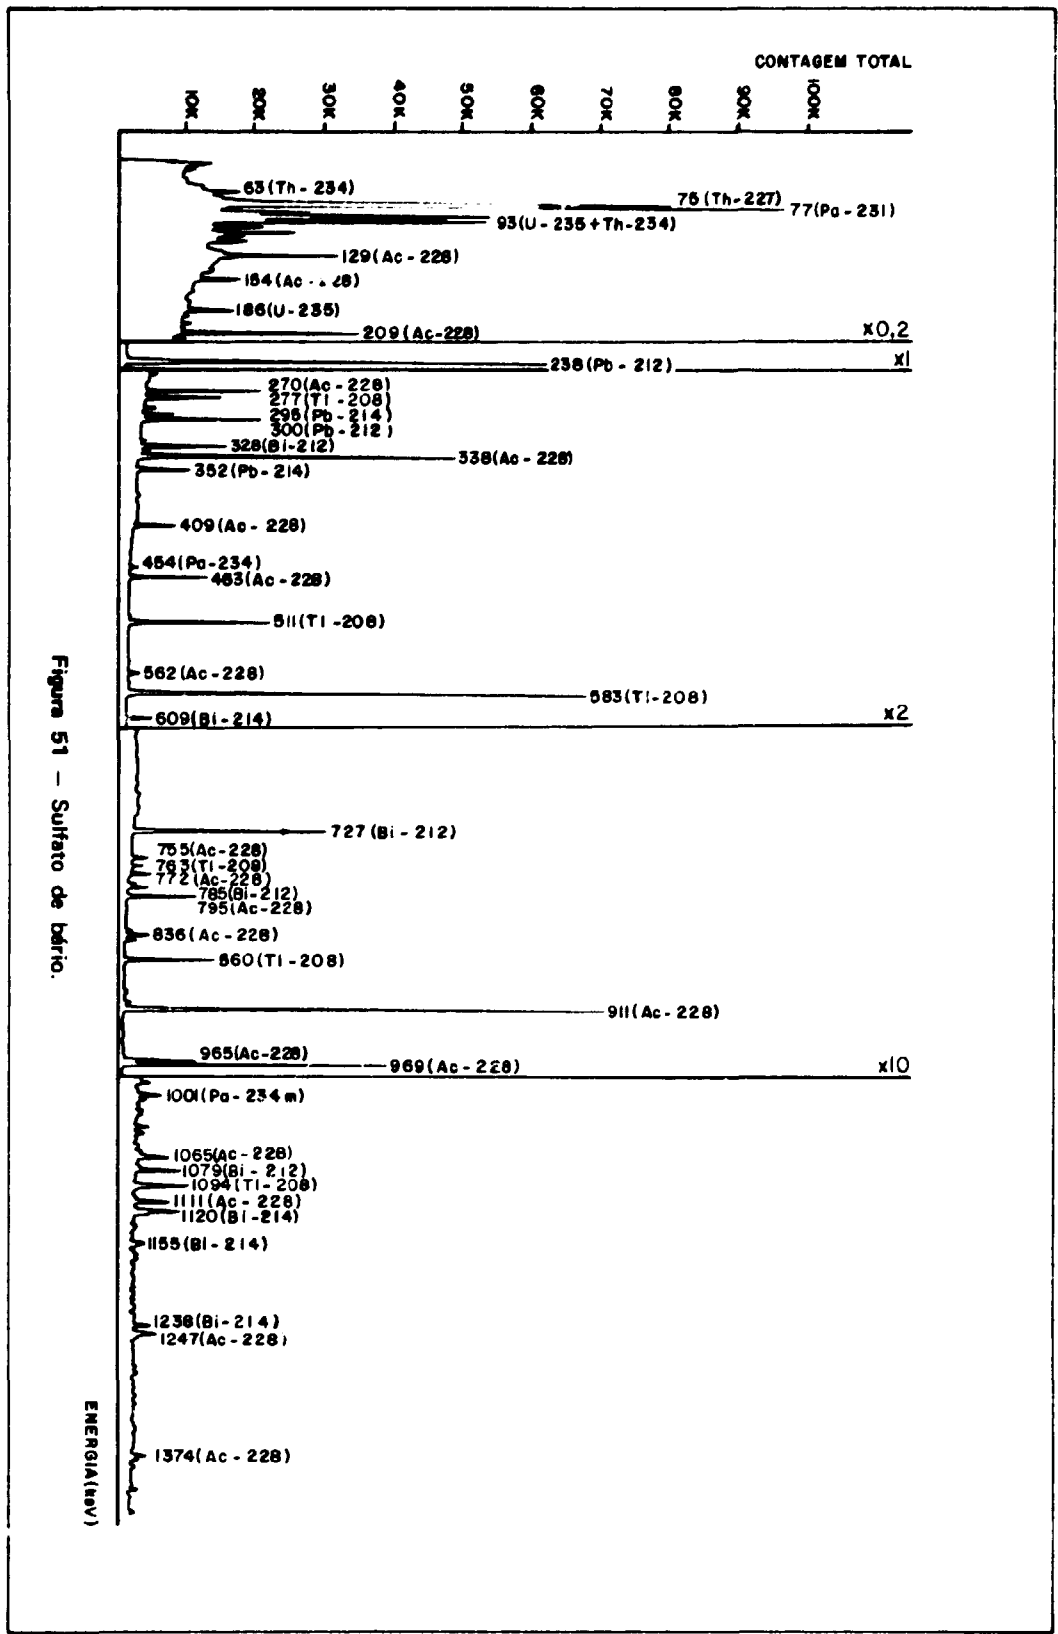 CONTAGEM TOTAL
10K
20K
30K
40K
50K
60K
70K
80K
90K
100K
63(Th-234)
75(Th-227)
77(Pa-231)
93(U-235+Th-234)
129(Ac-228)
154(Ac-228)
186(U-235)
209(Ac-228)
x0,2
x1
238(Pb-212)
270(Ac-228)
277(Tl-208)
295(Pb-214)
300(Pb-212)
328(Bi-212)
338(Ac-228)
352(Pb-214)
409(Ac-228)
454(Pa-234)
463(Ac-228)
511(Tl-208)
562(Ac-228)
583(Tl-208)
609(Bi-214)
x2
727(Bi-212)
755(Ac-228)
763(Tl-208)
772(Ac-228)
785(Bi-212)
795(Ac-228)
836(Ac-228)
860(Tl-208)
911(Ac-228)
965(Ac-228)
969(Ac-228)
x10
1001(Pa-234m)
1065(Ac-228)
1079(Bi-212)
1094(Tl-208)
1111(Ac-228)
1120(Bi-214)
1155(Bi-214)
1238(Bi-214)
1247(Ac-228)
1374(Ac-228)
ENERGIA(keV)
Figura 51 – Sulfato de bário.